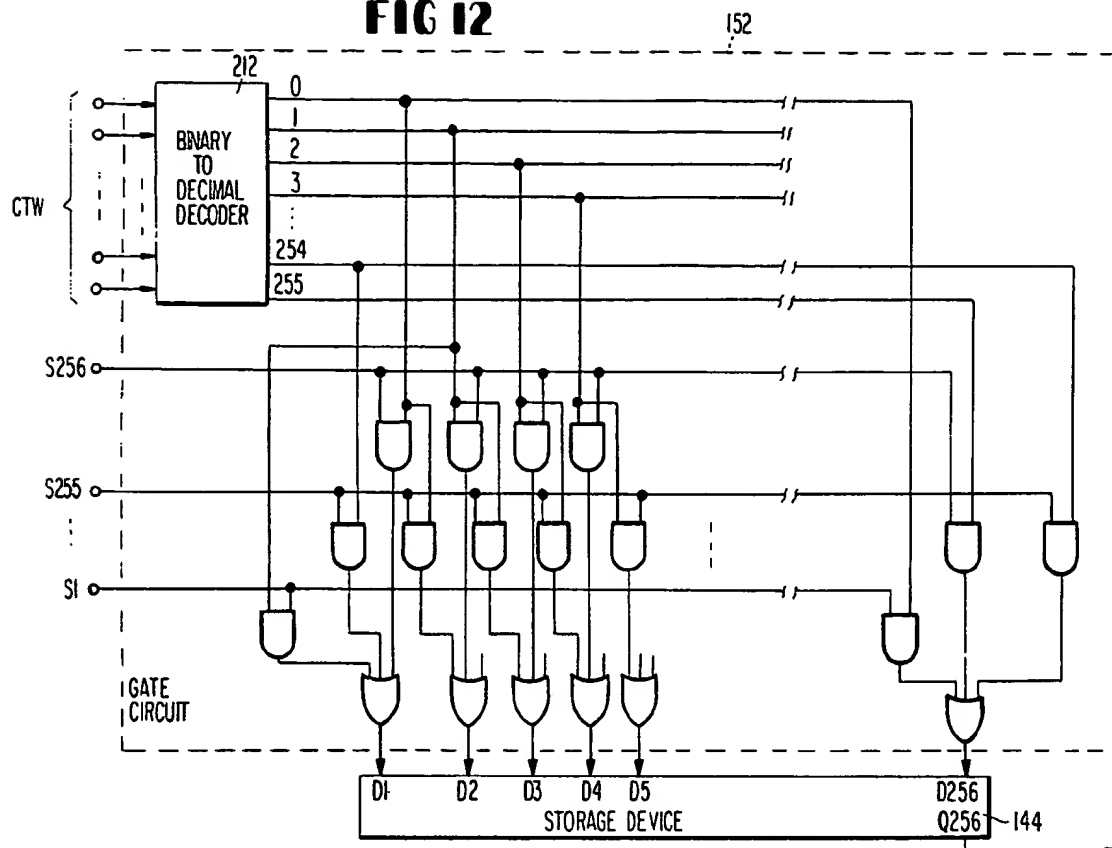 FIG 12
152
212
CTW
BINARY
TO
DECIMAL
DECODER
0
1
2
3
254
255
S256
S255
S1
GATE
CIRCUIT
D1 D2 D3 D4 D5 D256
STORAGE DEVICE Q256
144